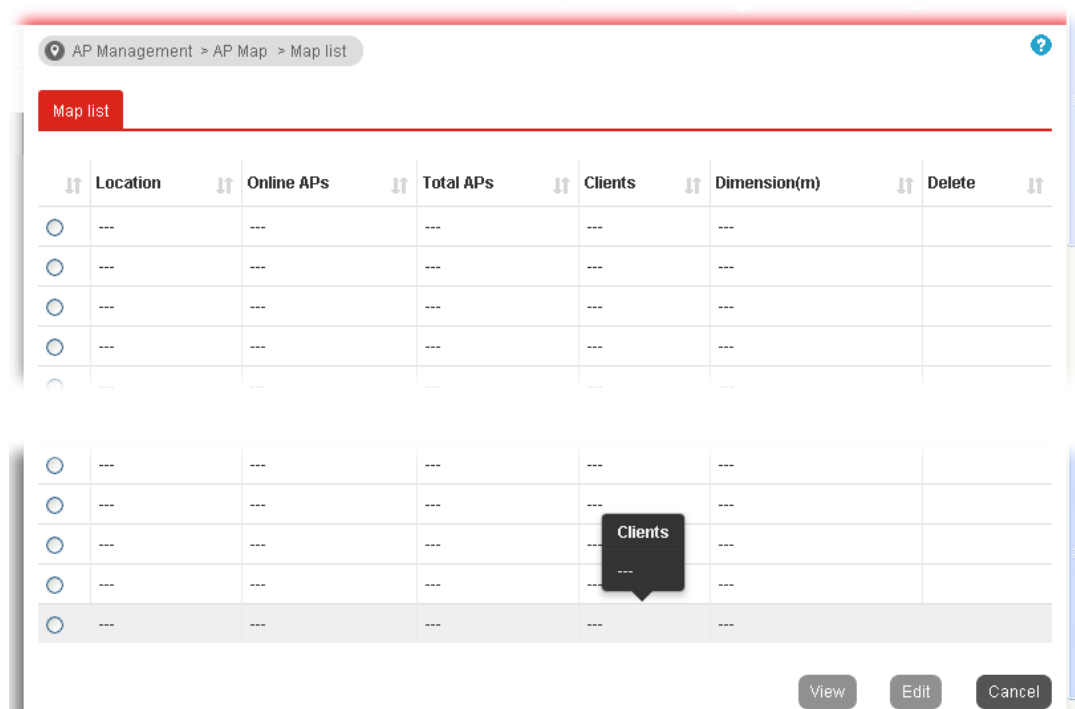 AP Management > AP Map > Map list
?
Map list
Location Online APs Total APs Clients Dimension(m) Delete
--- --- --- --- ---
--- --- --- --- ---
--- --- --- --- ---
--- --- --- --- ---
--- --- --- --- ---
--- --- --- --- ---
--- --- --- --- ---
--- --- --- --- ---
--- --- --- --- ---
Clients
---
--- --- --- --- ---
View Edit Cancel